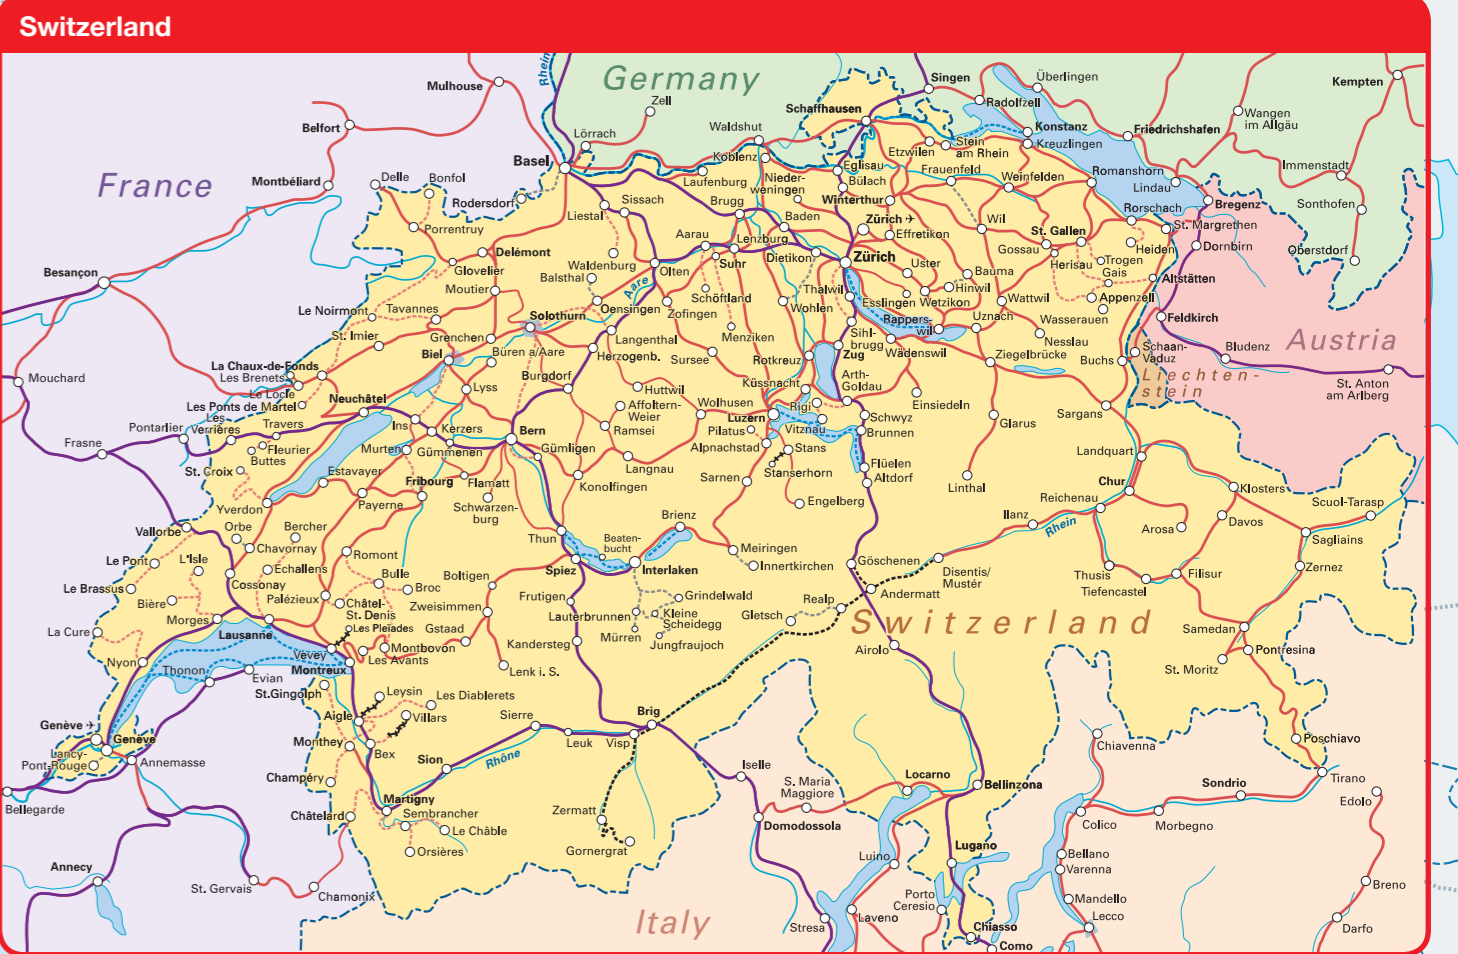 Switzerland
Germany
France
Austria
Liechten-
stein
Switzerland
Italy
Rhein
Mulhouse
Belfort
Montbéliard
Besançon
Mouchard
Frasne
Pontarlier
Zell
Lörrach
Basel
Waldshut
Koblenz
Laufenburg
Schaffhausen
Singen
Radolfzell
Überlingen
Konstanz
Kreuzlingen
Friedrichshafen
Wangen
im Allgäu
Kempten
Immenstadt
Sonthofen
Oberstdorf
Etzwilen
Stein
am Rhein
Eglisau
Bülach
Nieder-
weningen
Winterthur
Frauenfeld
Weinfelden
Romanshorn
Lindau
Bregenz
Rorschach
St. Margrethen
Dornbirn
Heiden
Delle
Bonfol
Rodersdorf
Porrentruy
Liestal
Sissach
Brugg
Baden
Zürich ✈
Effretikon
Wil
St. Gallen
Gossau
Herisau
Trogen
Gais
Altstätten
Appenzell
Wasserauen
Feldkirch
Bludenz
St. Anton
am Arlberg
Delémont
Glovelier
Moutier
Waldenburg
Balsthal
Aarau
Lenzburg
Suhr
Dietikon
Zürich
Uster
Bauma
Olten
Aare
Schöftland
Zofingen
Wohlen
Thalwil
Esslingen
Wetzikon
Hinwil
Wattwil
Le Noirmont
Tavannes
St. Imier
Solothurn
Oensingen
Langenthal
Herzogenb.
Menziken
Sursee
Rotkreuz
Sihl-
brugg
Zug
Rappers-
wil
Wädenswil
Uznach
Nesslau
Ziegelbrücke
Buchs
Schaan-
Vaduz
Grenchen
Biel
Büren a/Aare
Burgdorf
La Chaux-de-Fonds
Les Brenets
Le Locle
Les Ponts de Martel
Neuchâtel
Lyss
Huttwil
Affoltern-
Weier
Ramsei
Wolhusen
Küssnacht
Arth-
Goldau
Rigi
Luzern
Vitznau
Pilatus
Alpnachstad
Stans
Stanserhorn
Schwyz
Brunnen
Einsiedeln
Glarus
Sargans
Landquart
Les
Verrières
Travers
Fleurier
Buttes
St. Croix
Ins
Kerzers
Murten
Gümmenen
Bern
Gümligen
Langnau
Konolfingen
Sarnen
Engelberg
Flüelen
Altdorf
Linthal
Yverdon
Estavayer
Payerne
Fribourg
Flamatt
Schwarzen-
burg
Chur
Reichenau
Ilanz
Rhein
Klosters
Davos
Arosa
Scuol-Tarasp
Sagliains
Zernez
Vallorbe
Le Pont
Le Brassus
Orbe
Bercher
Chavornay
L'Isle
Echallens
Cossonay
Bière
Morges
Romont
Bulle
Broc
Palézieux
Châtel-
St. Denis
Les Pleïades
Thun
Spiez
Beaten-
bucht
Brienz
Interlaken
Meiringen
Innertkirchen
Göschenen
Disentis/
Mustér
Andermatt
Realp
Gletsch
Thusis
Tiefencastel
Filisur
Boltigen
Zweisimmen
Gstaad
Frutigen
Lauterbrunnen
Grindelwald
Kleine
Scheidegg
Mürren
Jungfraujoch
Kandersteg
Lenk i. S.
Airolo
Samedan
Pontresina
St. Moritz
La Cure
Nyon
Lausanne
Vevey
Montreux
Montbovon
Les Avants
Thonon
Evian
St.Gingolph
Leysin
Les Diablerets
Aigle
Villars
Monthey
Bex
Champéry
Genève ✈
Genève
Lancy-
Pont-Rouge
Annemasse
Bellegarde
Annecy
St. Gervais
Chamonix
Châtelard
Martigny
Sembrancher
Le Châble
Orsières
Sion
Rhône
Sierre
Leuk
Visp
Brig
Zermatt
Gornergrat
Iselle
Domodossola
S. Maria
Maggiore
Locarno
Bellinzona
Lugano
Luino
Porto
Ceresio
Laveno
Stresa
Chiasso
Como
Chiavenna
Colico
Bellano
Varenna
Mandello
Lecco
Morbegno
Sondrio
Poschiavo
Tirano
Edolo
Breno
Darfo